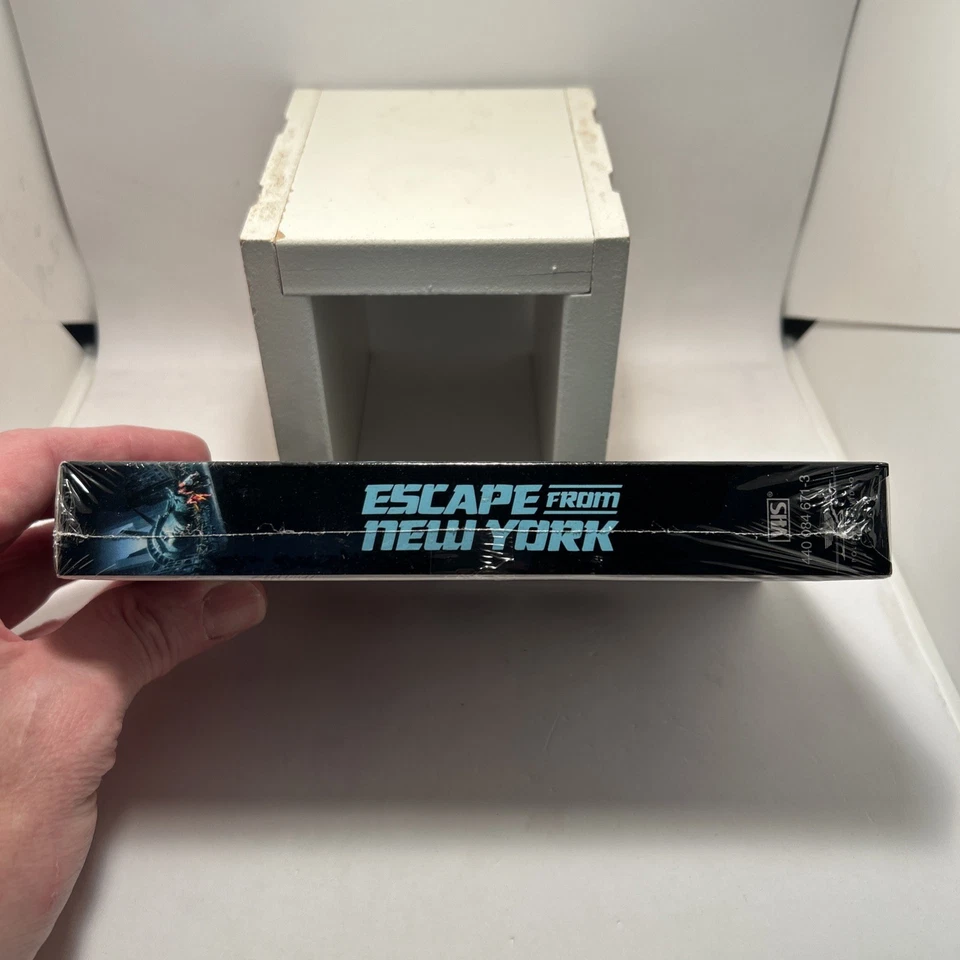 ESCAPE FROM
NEW YORK
VHS
440 084 671-3